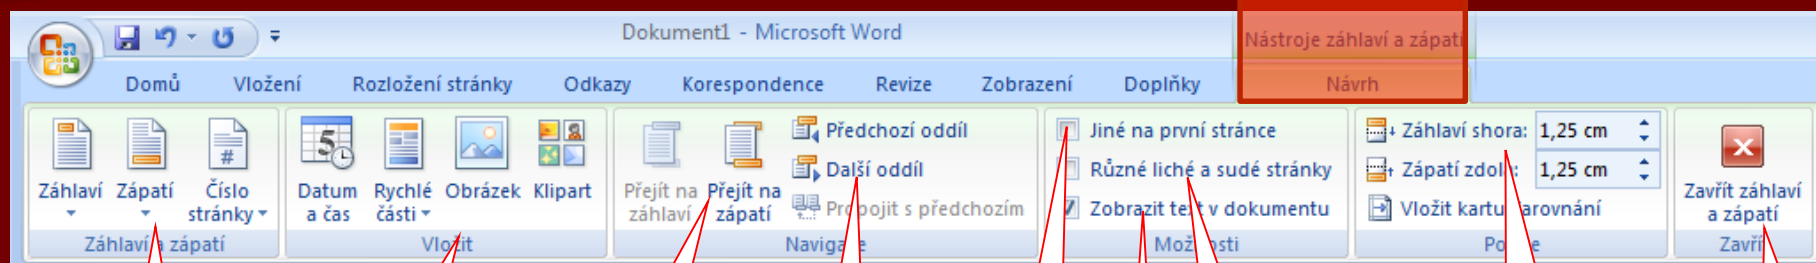 Dokument1 - Microsoft Word
Nástroje záhlaví a zápatí
Domů Vložení Rozložení stránky Odkazy Korespondence Revize Zobrazení Doplňky Návrh
Předchozí oddíl
Jiné na první stránce
Záhlaví shora: 1,25 cm
Další oddíl
Různé liché a sudé stránky
Zápatí zdola: 1,25 cm
Záhlaví Zápatí Číslo stránky
Datum a čas Rychlé části Obrázek Klipart
Přejít na záhlaví Přejít na zápatí
Propojit s předchozím
Zobrazit text v dokumentu
Vložit kartu zarovnání
Zavřít záhlaví a zápatí
Záhlaví a zápatí Vložit Navigace Možnosti Pozice Zavřít